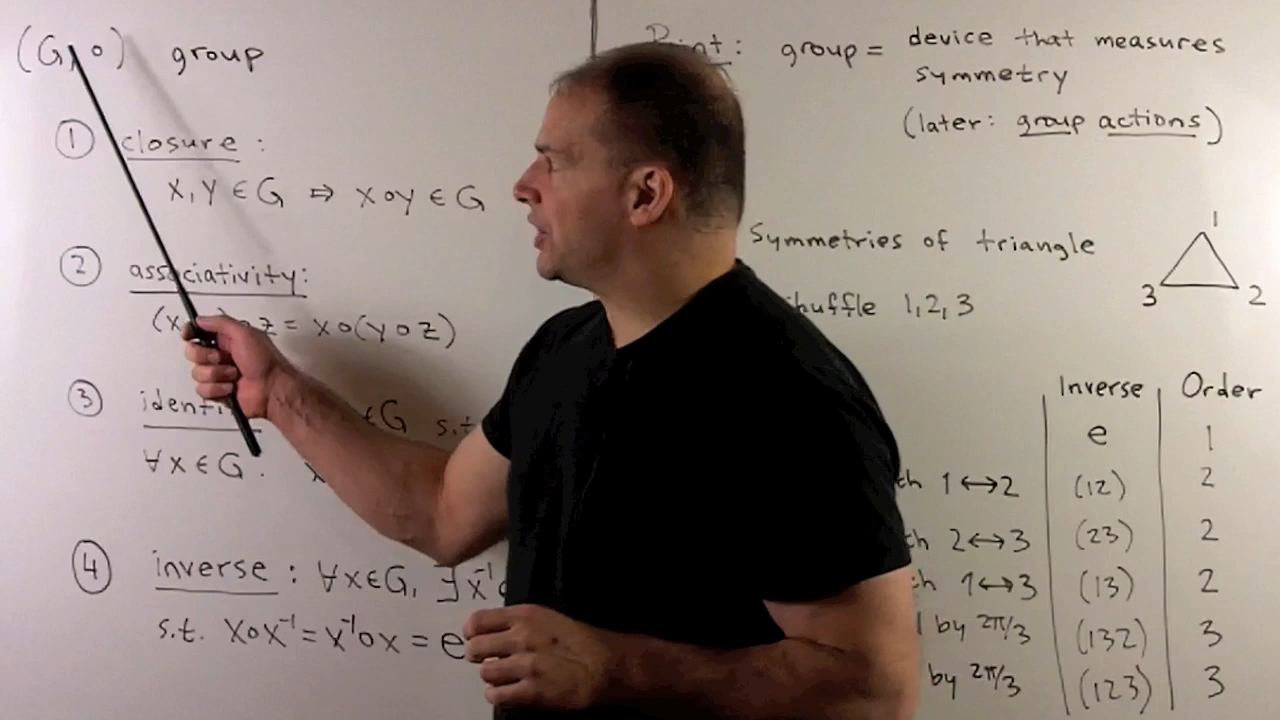 (G, ∘) group
① closure :
x, y ∈ G ⇒ x∘y ∈ G
② associativity:
∘z = x∘(y∘z)
③
∈G s.t
∀x∈G:
④ inverse : ∀x∈G, ∃x⁻¹
s.t. x∘x⁻¹ = x⁻¹∘x = e
group = device that measures
symmetry
(later: group actions)
Symmetries of triangle
1, 2, 3
1
3 2
Inverse Order
e 1
1↔2 (12) 2
2↔3 (23) 2
1↔3 (13) 2
by 2π/3 (132) 3
by 2π/3 (123) 3